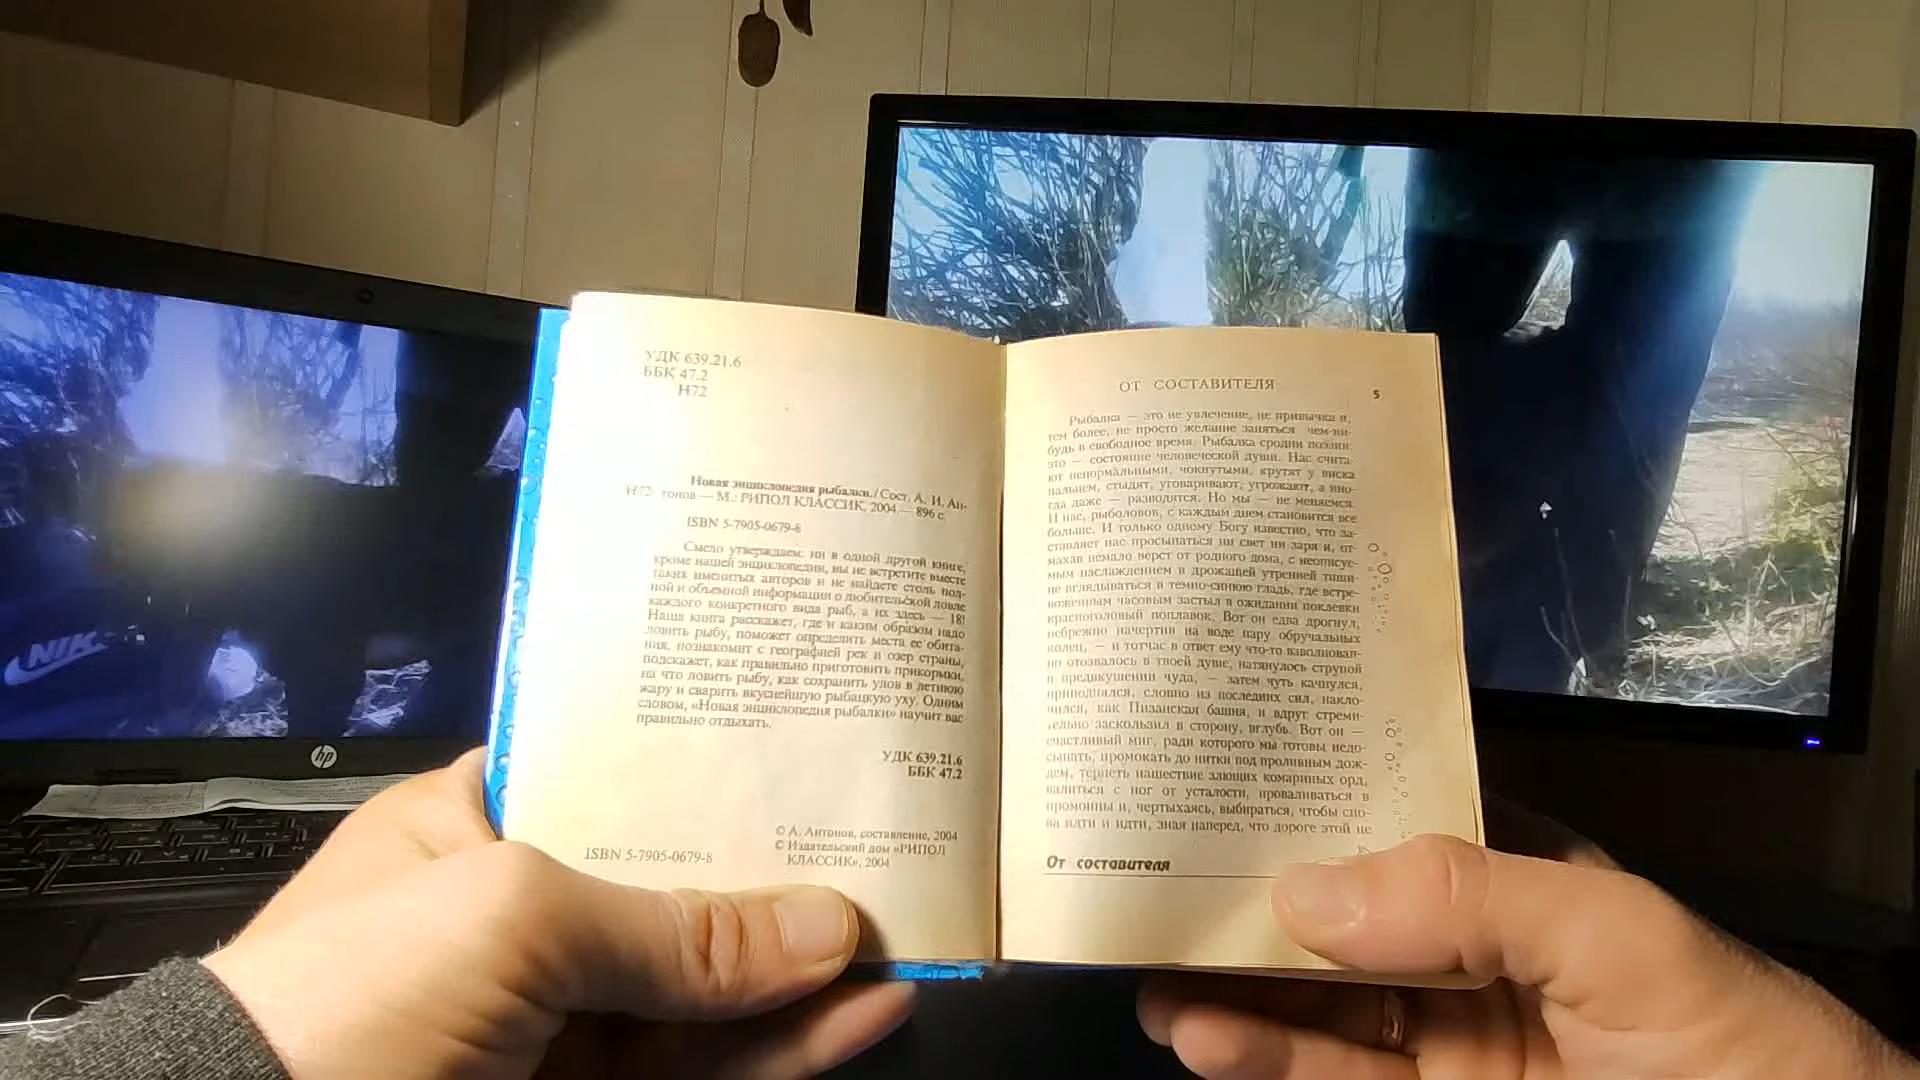 УДК 639.21.6
ББК 47.2
Н72
Новая энциклопедия рыбалки./Сост. А. И. Ан-
Н72 тонов.— М.: РИПОЛ КЛАССИК, 2004.— 896 с.
ISBN 5-7905-0679-8
Смело утверждаем: ни в одной другой книге,
кроме нашей энциклопедии, вы не встретите вместе
таких именитых авторов и не найдете столь пол-
ной и объемной информации о любительской ловле
каждого конкретного вида рыб, а их здесь — 18!
Наша книга расскажет, где и каким образом надо
ловить рыбу, поможет определить места ее обита-
ния, познакомит с географией рек и озер страны,
подскажет, как правильно приготовить прикормки,
на что ловить рыбу, как сохранить улов в летнюю
жару и сварить вкуснейшую рыбацкую уху. Одним
словом, «Новая энциклопедия рыбалки» научит вас
правильно отдыхать.
УДК 639.21.6
ББК 47.2
© А. Антонов, составление, 2004
© Издательский дом «РИПОЛ
КЛАССИК», 2004
ISBN 5-7905-0679-8
ОТ СОСТАВИТЕЛЯ
5
Рыбалка — это не увлечение, не привычка и,
тем более, не просто желание заняться чем-ни-
будь в свободное время. Рыбалка сродни поэзии:
это — состояние человеческой души. Нас счита-
ют ненормальными, чокнутыми, крутят у виска
пальцем, стыдят, уговаривают, угрожают, а ино-
гда даже — разводятся. Но мы — не меняемся.
И нас, рыболовов, с каждым днем становится все
больше. И только одному Богу известно, что за-
ставляет нас просыпаться ни свет ни заря и, от-
махав немало верст от родного дома, с неописуе-
мым наслаждением в дрожащей утренней тиши-
не вглядываться в темно-синюю гладь, где встре-
воженным часовым застыл в ожидании поклевки
красноголовый поплавок. Вот он едва дрогнул,
небрежно начертив на воде пару обручальных
колец, — и тотчас в ответ ему что-то взволнован-
но отозвалось в твоей душе, натянулось струной
в предвкушении чуда, — затем чуть качнулся,
приподнялся, словно из последних сил, накло-
нился, как Пизанская башня, и вдруг стреми-
тельно заскользил в сторону, вглубь. Вот он —
счастливый миг, ради которого мы готовы недо-
сыпать, промокать до нитки под проливным дож-
дем, терпеть нашествие злющих комариных орд,
валиться с ног от усталости, проваливаться в
промоины и, чертыхаясь, выбираться, чтобы сно-
ва идти и идти, зная наперед, что дороге этой не
От составителя
NIK
hp